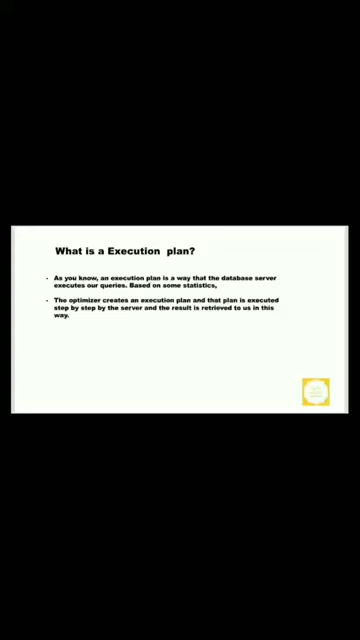 What is a Execution plan?
- As you know, an execution plan is a way that the database server
executes our queries. Based on some statistics,
- The optimizer creates an execution plan and that plan is executed
step by step by the server and the result is retrieved to us in this
way.